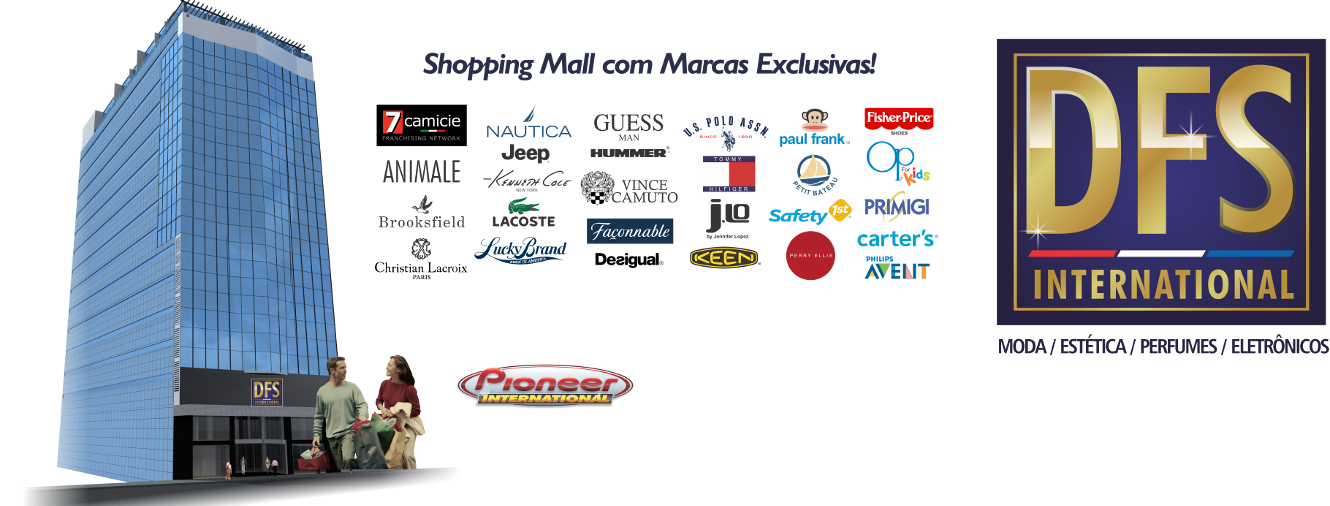 Shopping Mall com Marcas Exclusivas!
7 camicie
FRANCHISING NETWORK
ANIMALE
Brooksfield
Christian Lacroix
PARIS
NAUTICA
Jeep
KENNETH COLE
NEW YORK
LACOSTE
Lucky Brand
GUESS
MAN
HUMMER
VINCE
CAMUTO
Façonnable
Desigual
U.S. POLO ASSN.
SINCE 1890
TOMMY
HILFIGER
j.lo
by Jennifer Lopez
KEEN
paul frank
PETIT BATEAU
Safety 1st
PERRY ELLIS
Fisher-Price
SHOES
Op
For
kids
PRIMIGI
carter's
PHILIPS
AVENT
DFS
INTERNATIONAL
MODA / ESTÉTICA / PERFUMES / ELETRÔNICOS
DFS
Pioneer
INTERNATIONAL